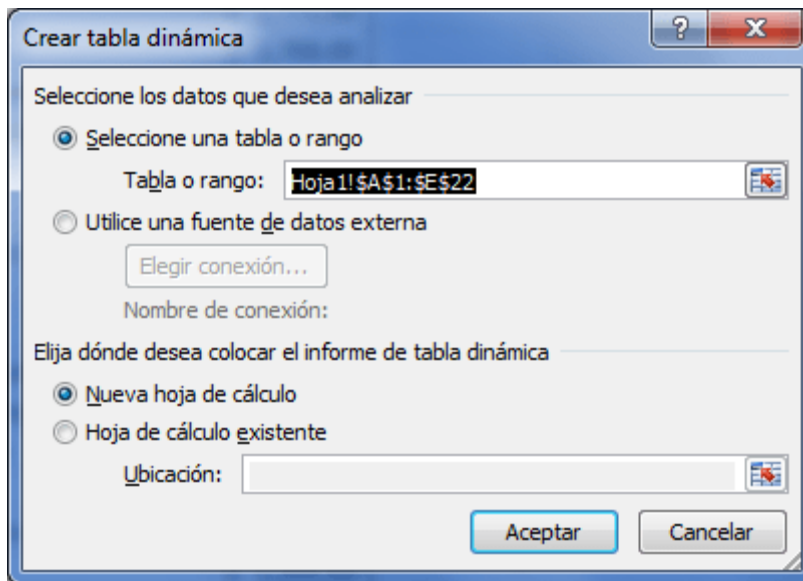 Crear tabla dinámica
?
Seleccione los datos que desea analizar
Seleccione una tabla o rango
Tabla o rango: Hoja1!$A$1:$E$22
Utilice una fuente de datos externa
Elegir conexión...
Nombre de conexión:
Elija dónde desea colocar el informe de tabla dinámica
Nueva hoja de cálculo
Hoja de cálculo existente
Ubicación:
Aceptar Cancelar